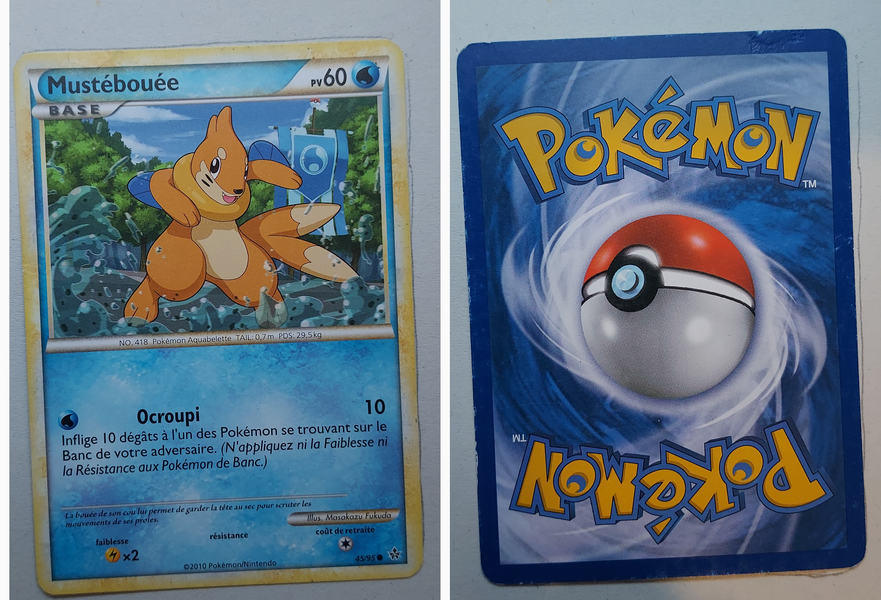 Mustébouée
PV 60
BASE
NO. 418 Pokémon Aquabelette TAIL: 0,7m PDS: 29,5kg
Ocroupi 10
Inflige 10 dégâts à l'un des Pokémon se trouvant sur le
Banc de votre adversaire. (N'appliquez ni la Faiblesse ni
la Résistance aux Pokémon de Banc.)
La bouée de son cou lui permet de garder la tête au sec pour scruter les
mouvements de ses proies.
Illus. Masakazu Fukuda
faiblesse résistance coût de retraite
x2
45/95
©2010 Pokémon/Nintendo
POKéMON
TM
TM
POKéMON